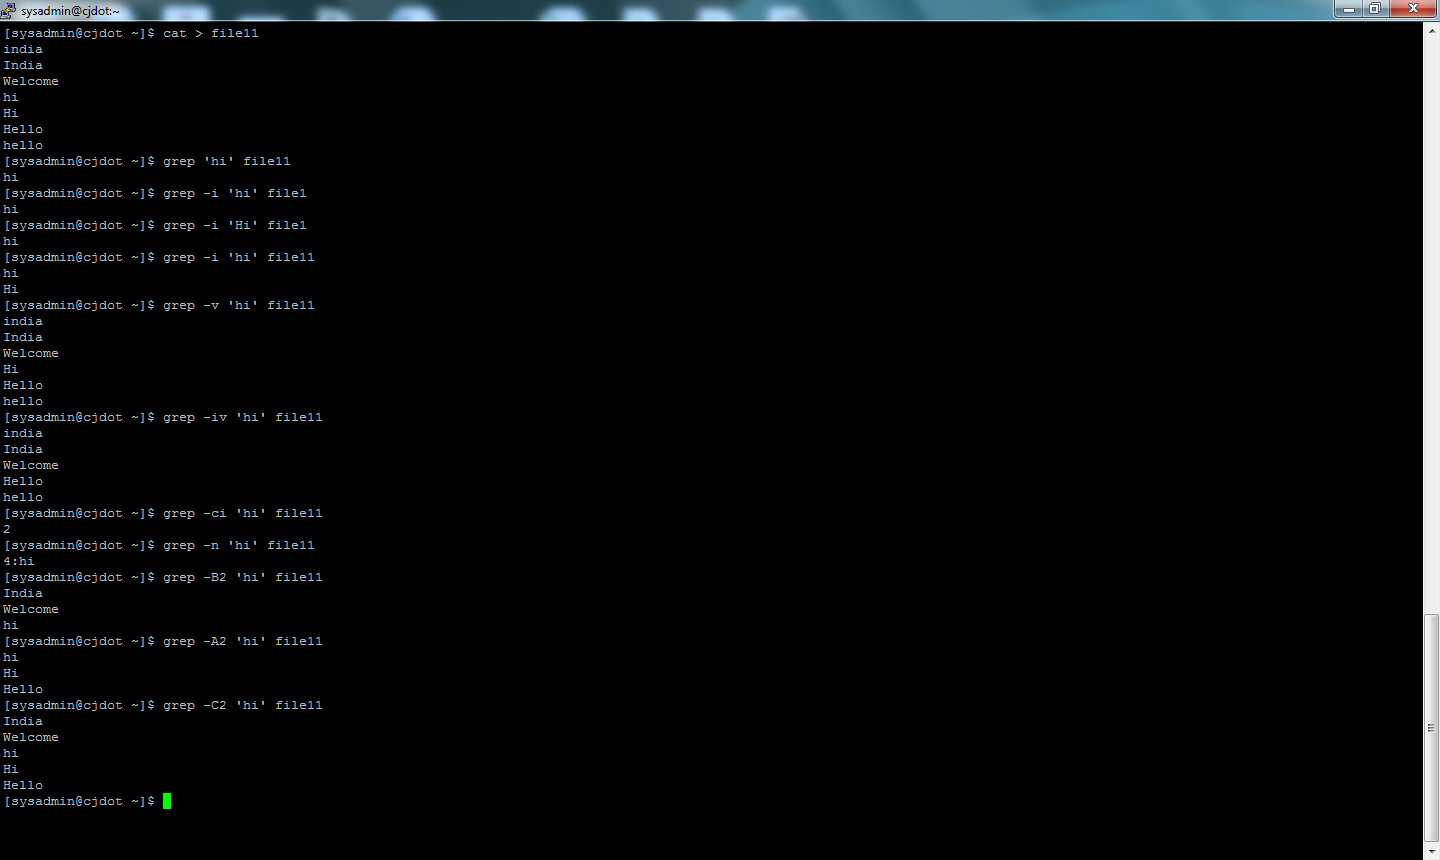 sysadmin@cjdot:~
[sysadmin@cjdot ~]$ cat > file11
india
India
Welcome
hi
Hi
Hello
hello
[sysadmin@cjdot ~]$ grep 'hi' file11
hi
[sysadmin@cjdot ~]$ grep -i 'hi' file1
hi
[sysadmin@cjdot ~]$ grep -i 'Hi' file1
hi
[sysadmin@cjdot ~]$ grep -i 'hi' file11
hi
Hi
[sysadmin@cjdot ~]$ grep -v 'hi' file11
india
India
Welcome
Hi
Hello
hello
[sysadmin@cjdot ~]$ grep -iv 'hi' file11
india
India
Welcome
Hello
hello
[sysadmin@cjdot ~]$ grep -ci 'hi' file11
2
[sysadmin@cjdot ~]$ grep -n 'hi' file11
4:hi
[sysadmin@cjdot ~]$ grep -B2 'hi' file11
India
Welcome
hi
[sysadmin@cjdot ~]$ grep -A2 'hi' file11
hi
Hi
Hello
[sysadmin@cjdot ~]$ grep -C2 'hi' file11
India
Welcome
hi
Hi
Hello
[sysadmin@cjdot ~]$